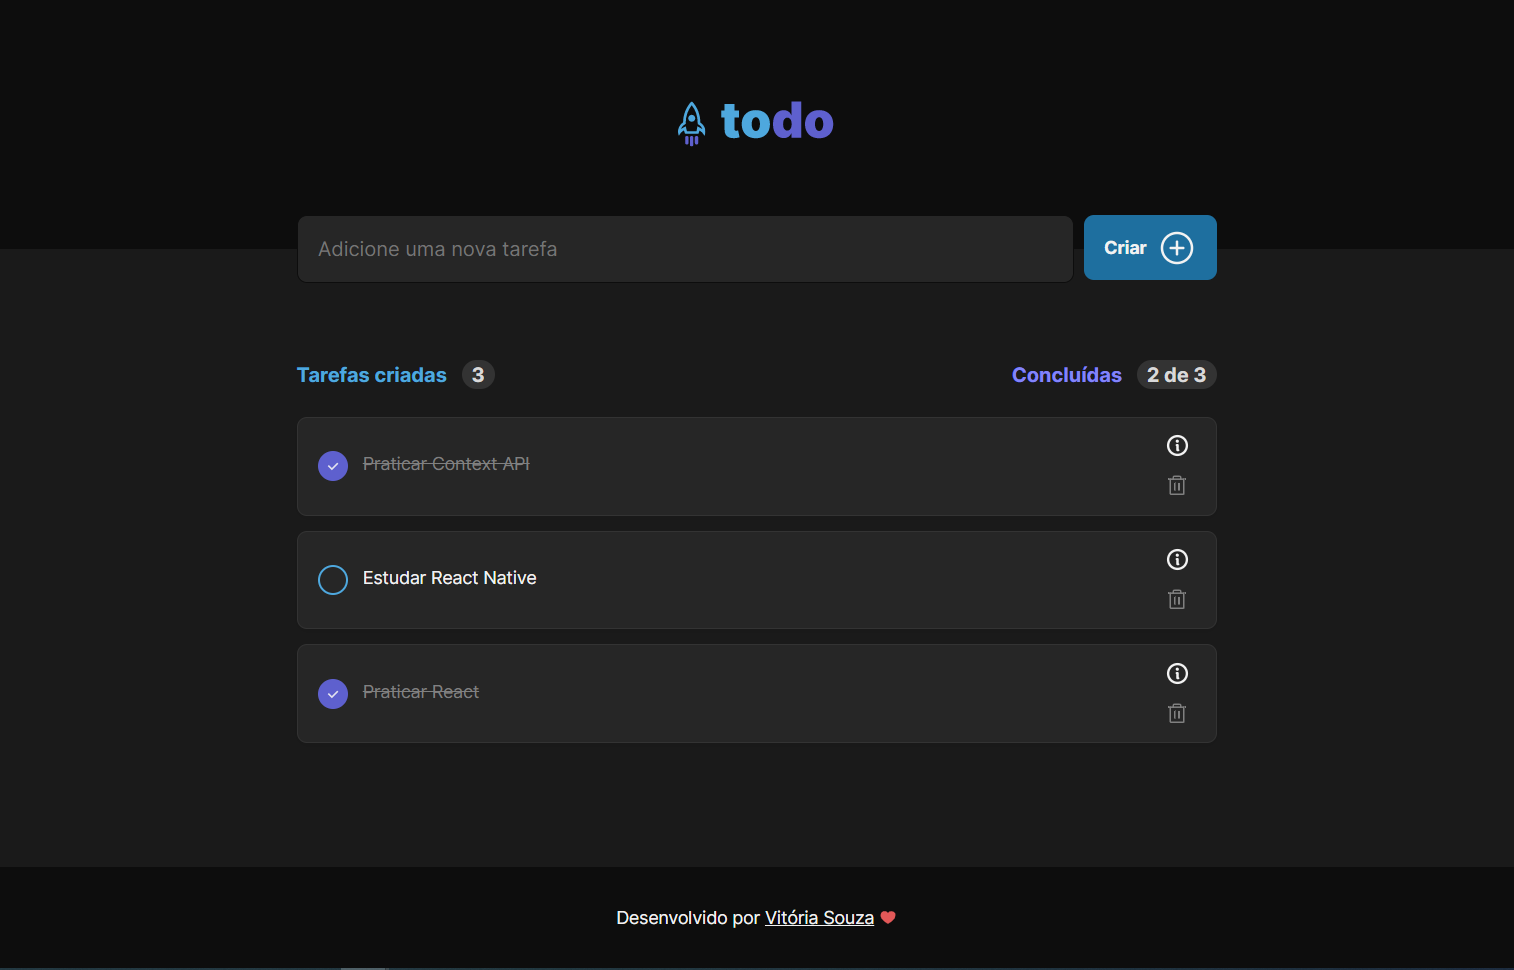 todo
Adicione uma nova tarefa
Criar
Tarefas criadas 3
Concluídas 2 de 3
Praticar Context API
Estudar React Native
Praticar React
Desenvolvido por Vitória Souza